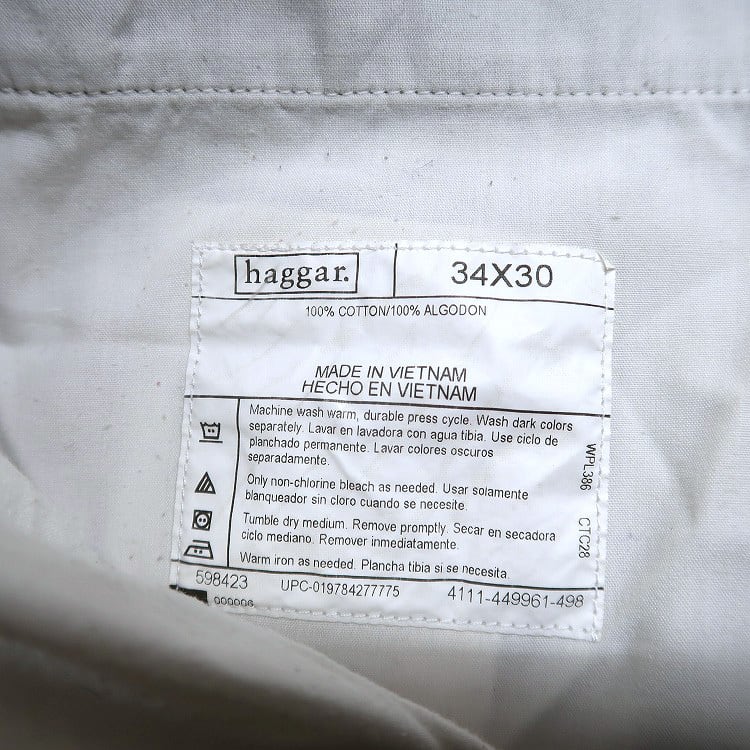 haggar.
34X30
100% COTTON/100% ALGODON
MADE IN VIETNAM
HECHO EN VIETNAM
Machine wash warm, durable press cycle. Wash dark colors
separately. Lavar en lavadora con agua tibia. Use ciclo de
planchado permanente. Lavar colores oscuros
separadamente.
Only non-chlorine bleach as needed. Usar solamente
blanqueador sin cloro cuando se necesite.
Tumble dry medium. Remove promptly. Secar en secadora
ciclo mediano. Remover inmediatamente.
Warm iron as needed. Plancha tibia si se necesita.
WPL386 CTC28
598423 UPC-019784277775 4111-449961-498
000006